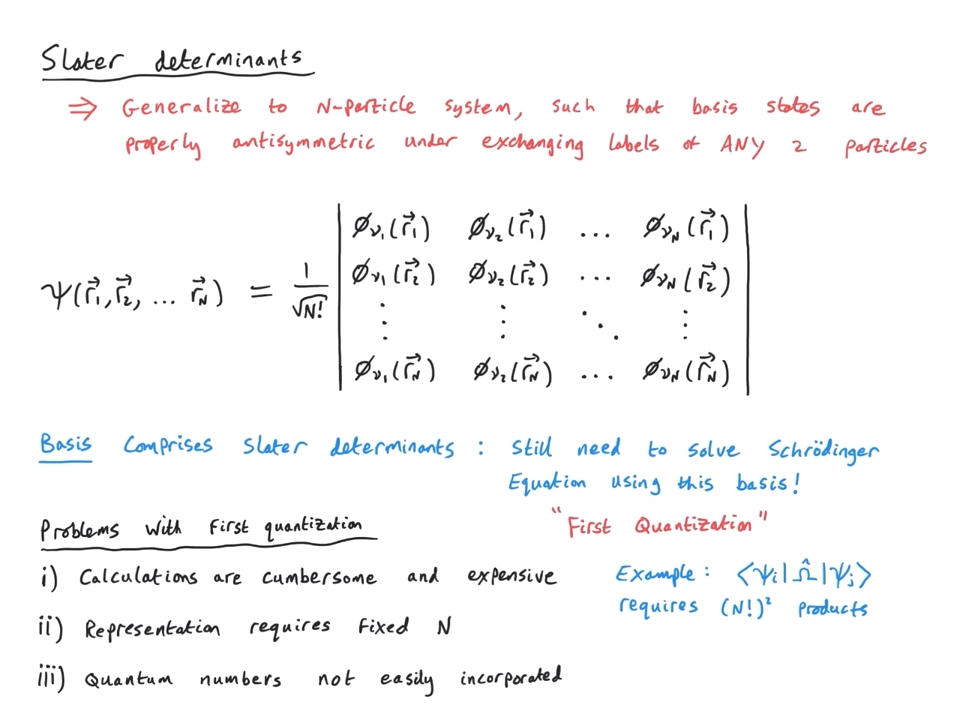 Slater determinants
⇒ Generalize to N-particle system, such that basis states are
properly antisymmetric under exchanging labels of ANY 2 particles
ϕ_ν₁(r⃗₁) ϕ_ν₂(r⃗₁) ... ϕ_ν_N(r⃗₁)
Ψ(r⃗₁, r⃗₂, ... r⃗_N) = 1/√N! ϕ_ν₁(r⃗₂) ϕ_ν₂(r⃗₂) ... ϕ_ν_N(r⃗₂)
⋮ ⋮ ⋱ ⋮
ϕ_ν₁(r⃗_N) ϕ_ν₂(r⃗_N) ... ϕ_ν_N(r⃗_N)
Basis comprises Slater determinants : Still need to solve Schrödinger
Equation using this basis!
"First Quantization"
Problems with First quantization
i) Calculations are cumbersome and expensive
ii) Representation requires Fixed N
iii) Quantum numbers not easily incorporated
Example : ⟨Ψᵢ|Ω̂|Ψⱼ⟩
requires (N!)² products